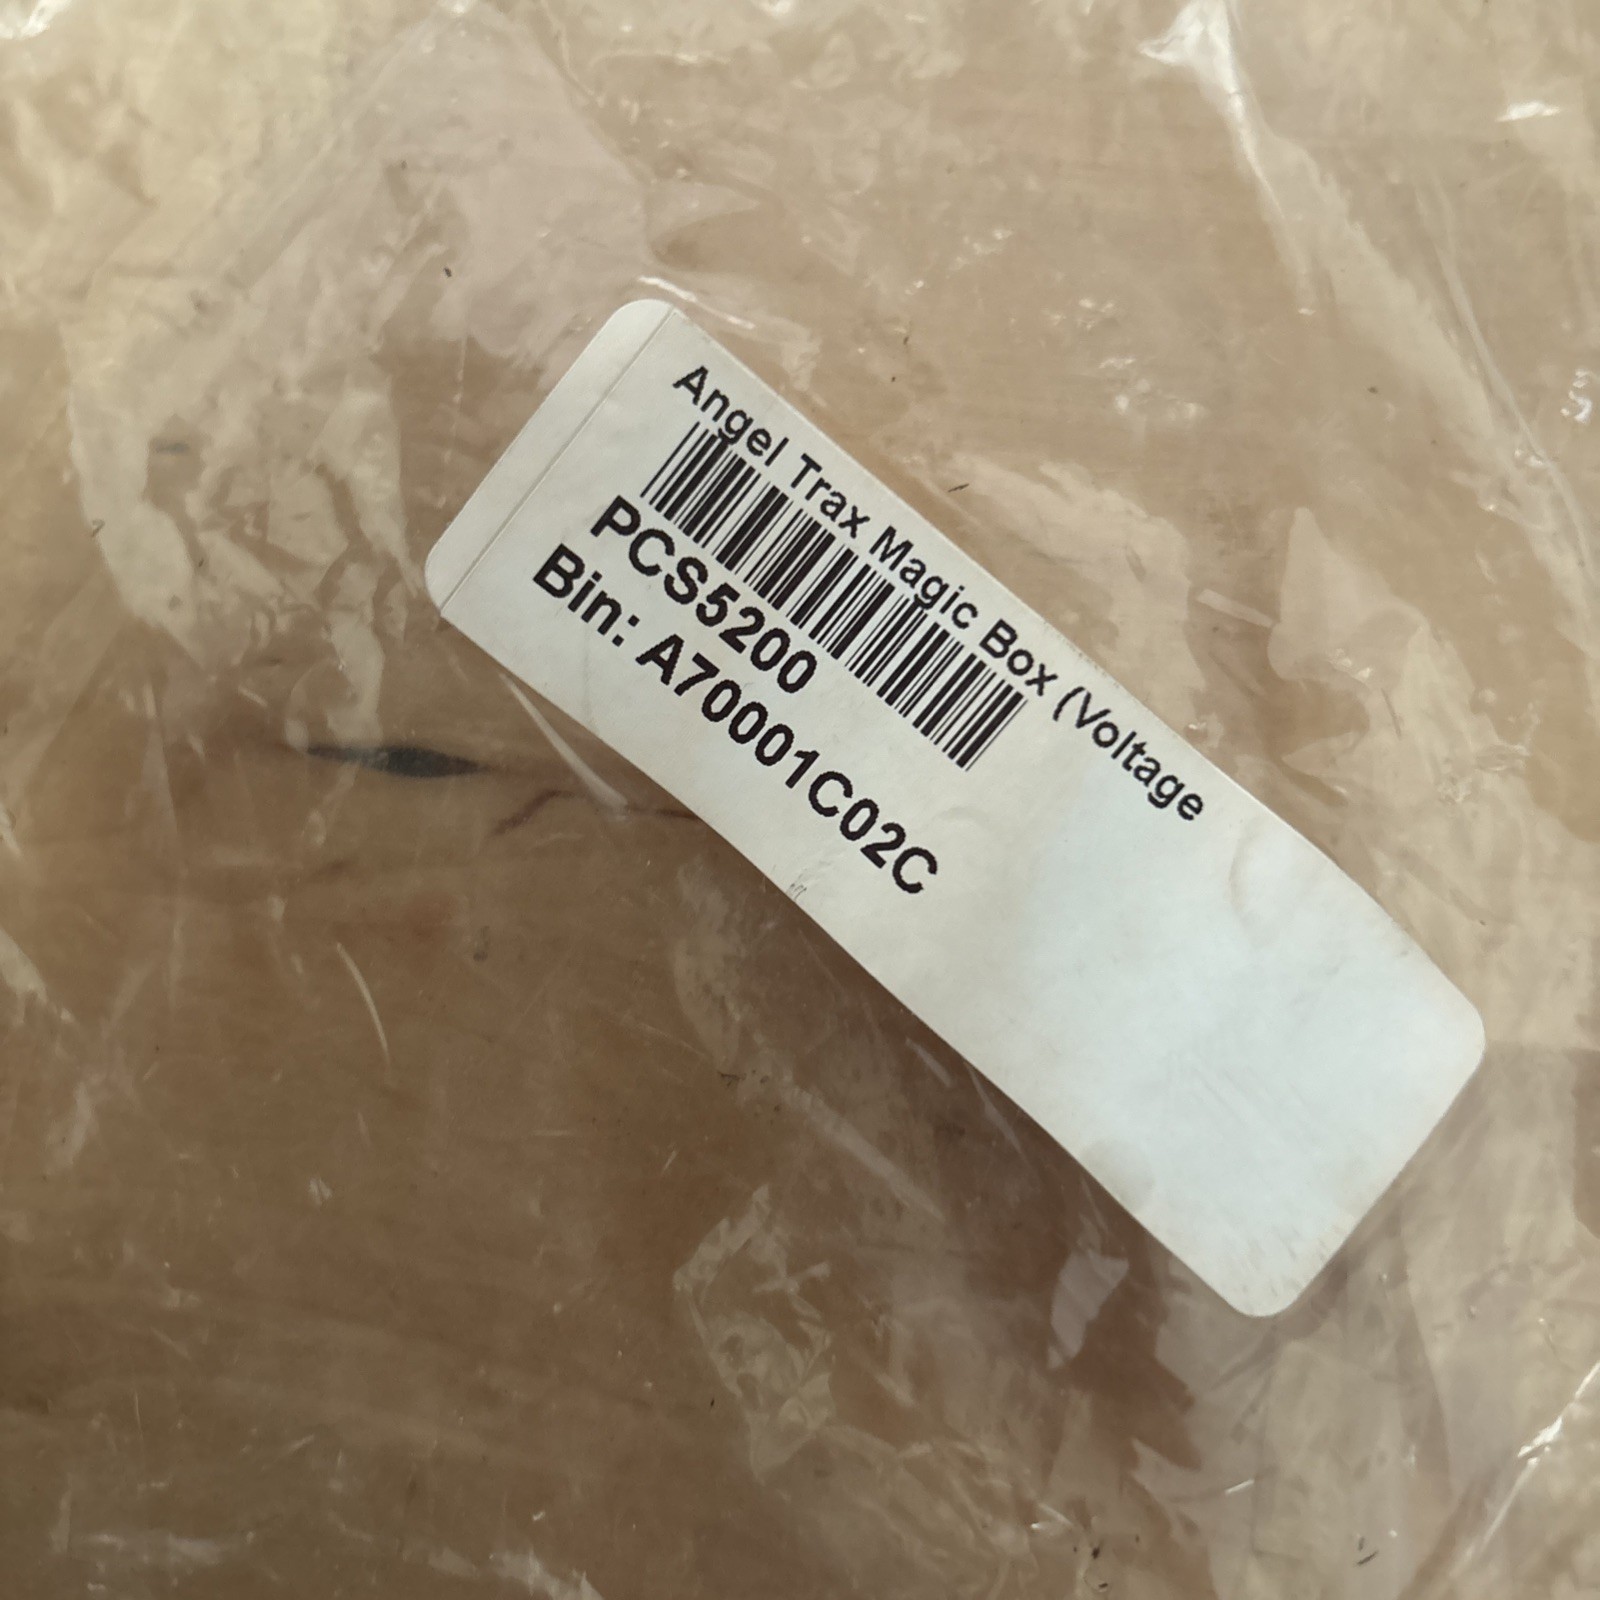 Angel Trax Magic Box (Voltage
PCS5200
Bin: A70001C02C